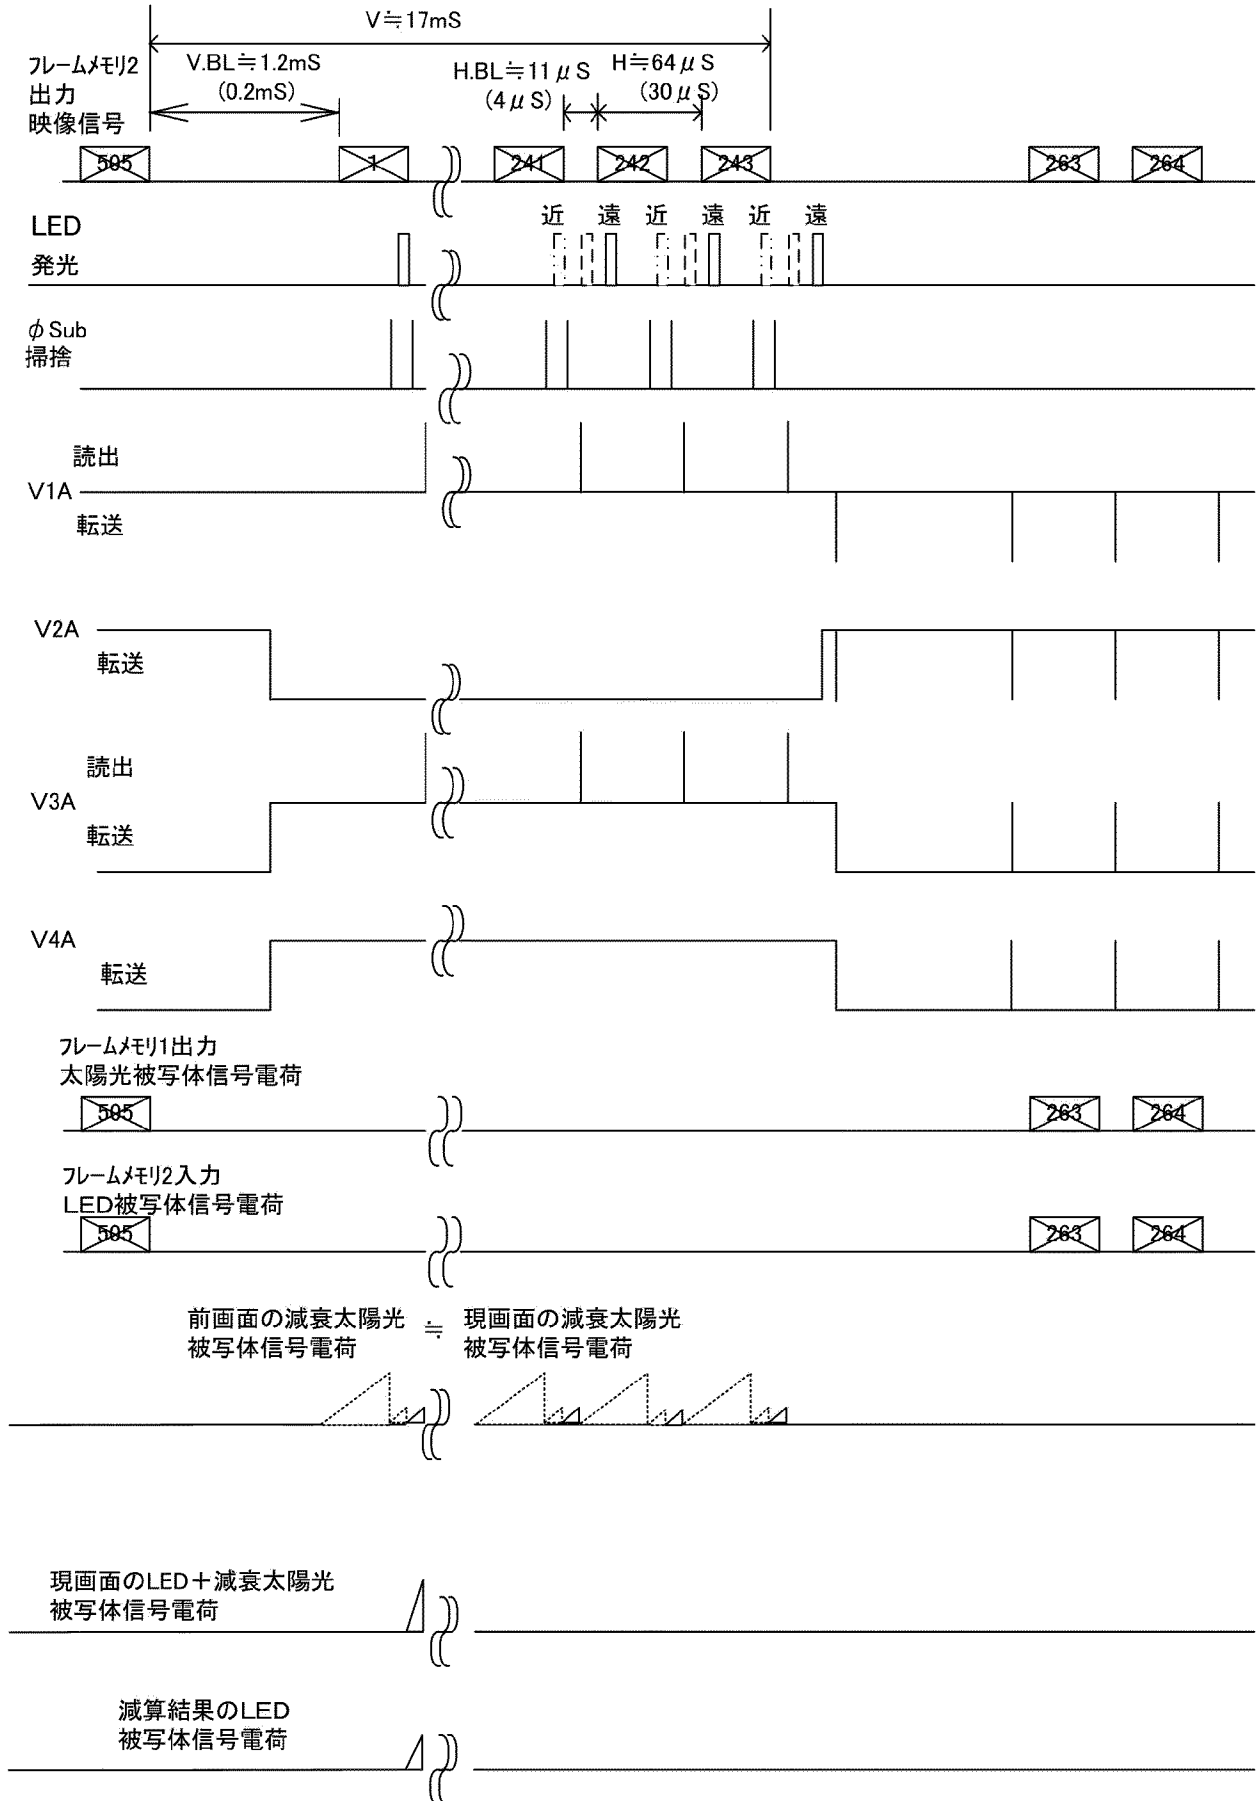 V≒17mS
フレームメモリ2
出力
映像信号
V.BL≒1.2mS
(0.2mS)
H.BL≒11μS
(4μS)
H≒64μS
(30μS)
505
1
241
242
243
263
264
LED
発光
近
遠
近
遠
近
遠
φSub
掃捨
読出
V1A
転送
V2A
転送
読出
V3A
転送
V4A
転送
フレームメモリ1出力
太陽光被写体信号電荷
505
263
264
フレームメモリ2入力
LED被写体信号電荷
505
263
264
前画面の減衰太陽光
被写体信号電荷
≒
現画面の減衰太陽光
被写体信号電荷
現画面のLED＋減衰太陽光
被写体信号電荷
減算結果のLED
被写体信号電荷